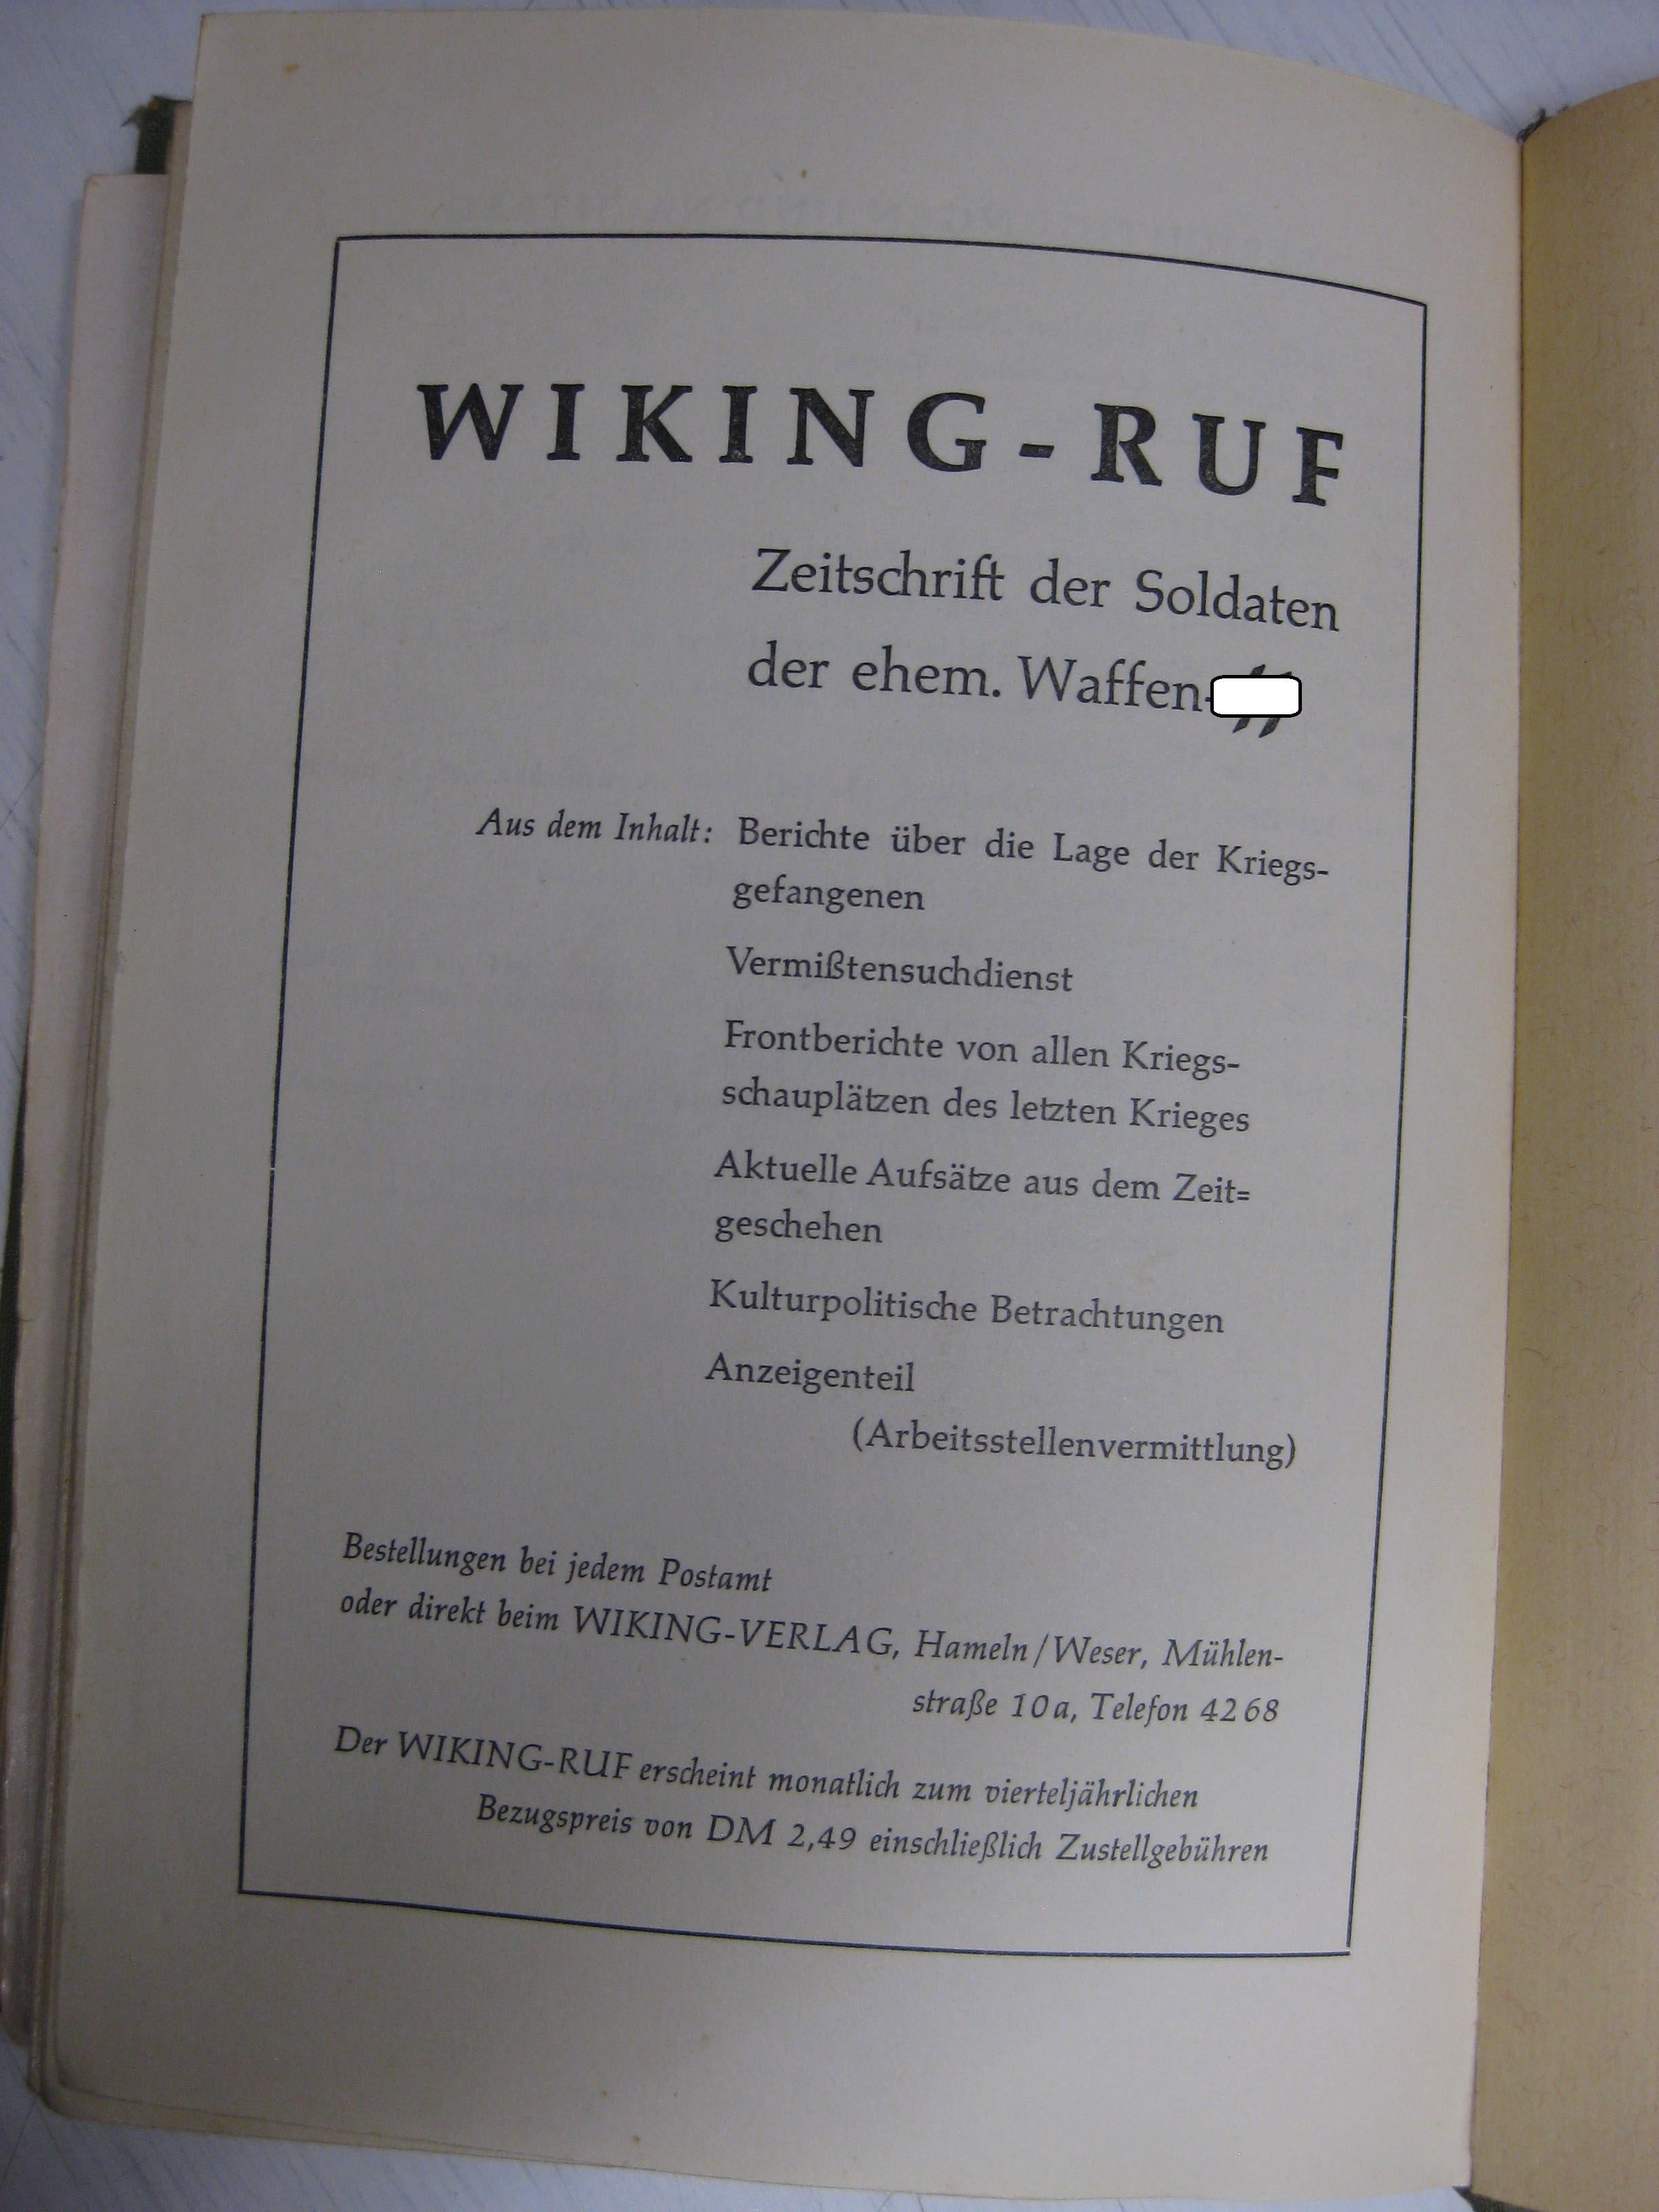 WIKING-RUF
Zeitschrift der Soldaten
der ehem. Waffen-
Aus dem Inhalt: Berichte über die Lage der Kriegs-
gefangenen
Vermißtensuchdienst
Frontberichte von allen Kriegs-
schauplätzen des letzten Krieges
Aktuelle Aufsätze aus dem Zeit=
geschehen
Kulturpolitische Betrachtungen
Anzeigenteil
(Arbeitsstellenvermittlung)
Bestellungen bei jedem Postamt
oder direkt beim WIKING-VERLAG, Hameln/Weser, Mühlen-
straße 10a, Telefon 4268
Der WIKING-RUF erscheint monatlich zum vierteljährlichen
Bezugspreis von DM 2,49 einschließlich Zustellgebühren